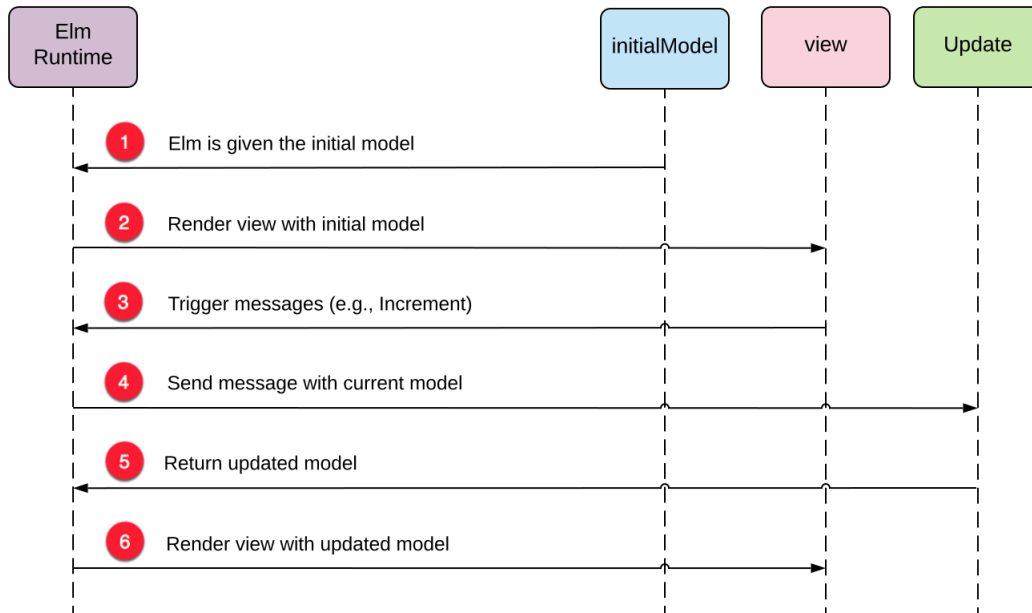 Elm
Runtime
initialModel
view
Update
1 Elm is given the initial model
2 Render view with initial model
3 Trigger messages (e.g., Increment)
4 Send message with current model
5 Return updated model
6 Render view with updated model